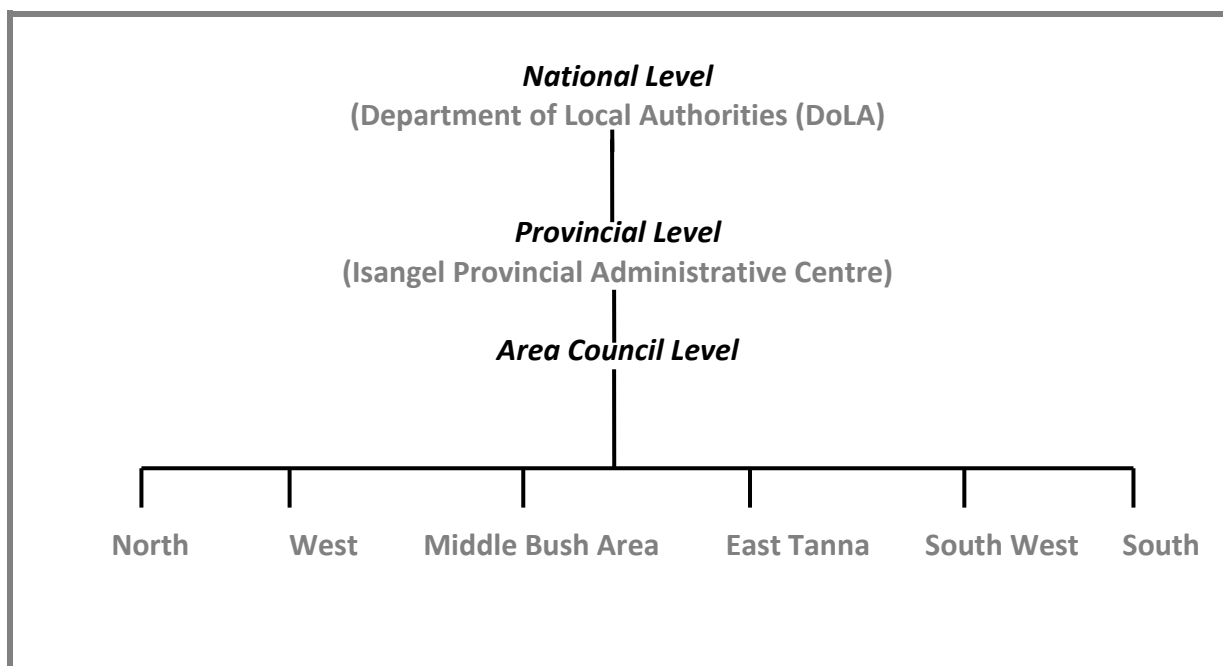 National Level
(Department of Local Authorities (DoLA)
Provincial Level
(Isangel Provincial Administrative Centre)
Area Council Level
North West Middle Bush Area East Tanna South West South